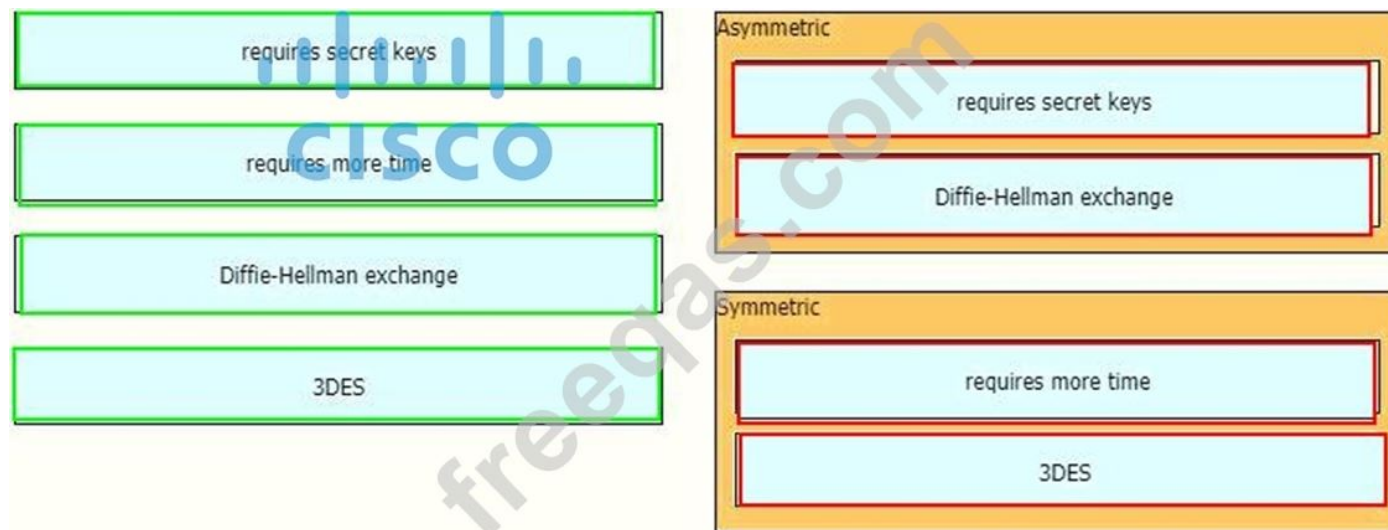 requires secret keys
CISCO
requires more time
Diffie-Hellman exchange
3DES
Asymmetric
requires secret keys
Diffie-Hellman exchange
Symmetric
requires more time
3DES
freeqas.com